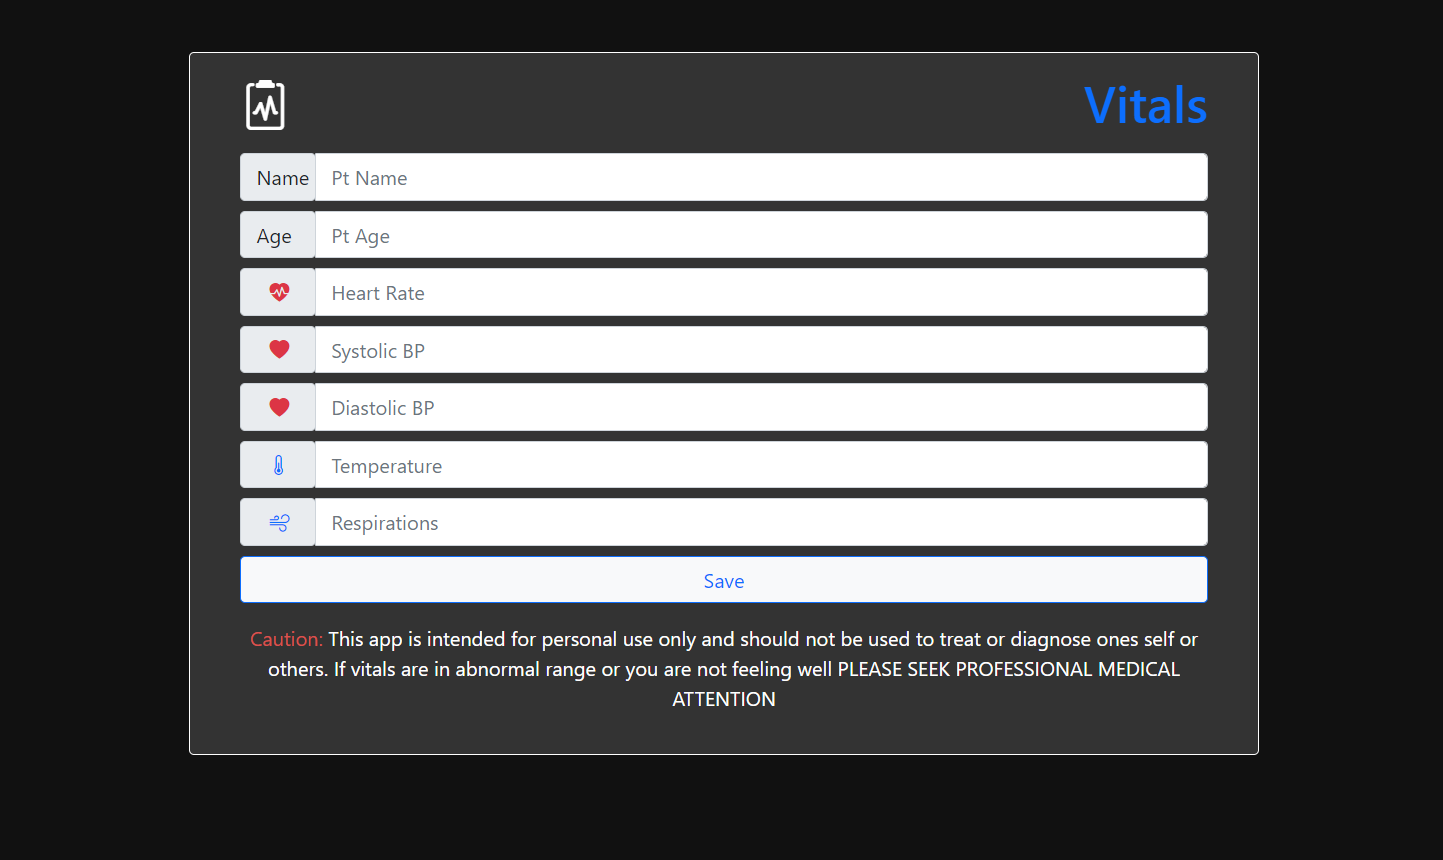 Vitals
Name Pt Name
Age Pt Age
Heart Rate
Systolic BP
Diastolic BP
Temperature
Respirations
Save
Caution: This app is intended for personal use only and should not be used to treat or diagnose ones self or
others. If vitals are in abnormal range or you are not feeling well PLEASE SEEK PROFESSIONAL MEDICAL
ATTENTION